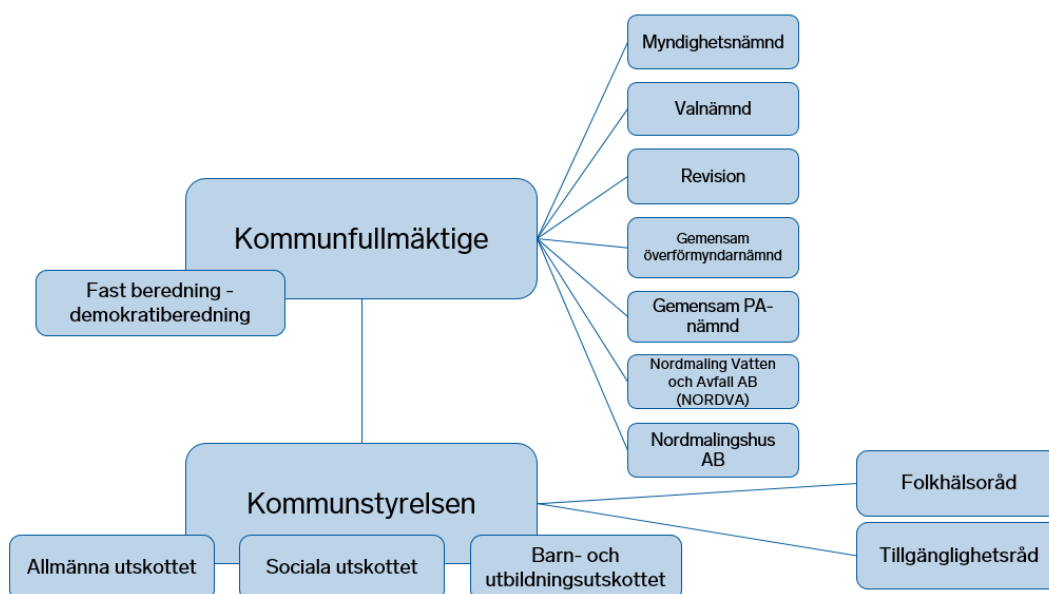 Myndighetsnämnd
Valnämnd
Revision
Kommunfullmäktige
Gemensam
överförmyndarnämnd
Fast beredning -
demokratiberedning
Gemensam PA-
nämnd
Nordmaling Vatten
och Avfall AB
(NORDVA)
Nordmalingshus
AB
Kommunstyrelsen
Folkhälsoråd
Tillgänglighetsråd
Allmänna utskottet
Sociala utskottet
Barn- och
utbildningsutskottet